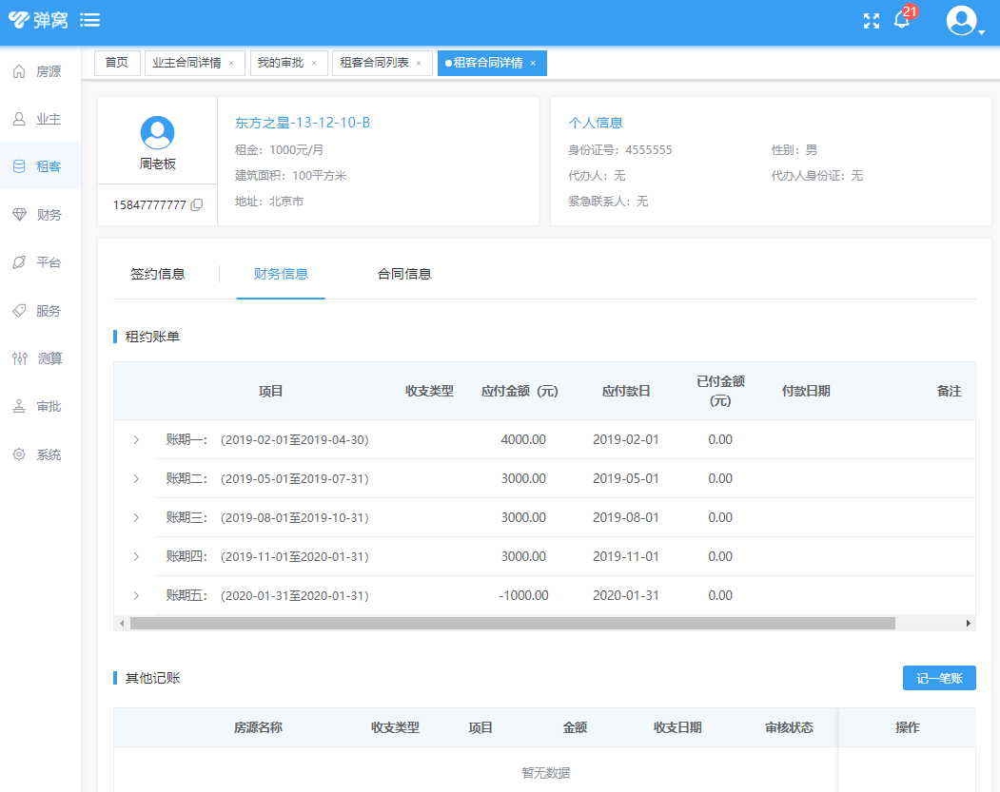 弹窝
21
首页 业主合同详情 × 我的审批 × 租客合同列表 × 租客合同详情 ×
房源
业主
租客
财务
平台
服务
测算
审批
系统
周老板
15847777777
东方之星-13-12-10-B
租金：1000元/月
建筑面积：100平方米
地址：北京市
个人信息
身份证号：4555555 性别：男
代办人：无 代办人身份证：无
紧急联系人：无
签约信息 财务信息 合同信息
租约账单
项目 收支类型 应付金额（元） 应付款日 已付金额（元） 付款日期 备注
账期一：（2019-02-01至2019-04-30） 4000.00 2019-02-01 0.00
账期二：（2019-05-01至2019-07-31） 3000.00 2019-05-01 0.00
账期三：（2019-08-01至2019-10-31） 3000.00 2019-08-01 0.00
账期四：（2019-11-01至2020-01-31） 3000.00 2019-11-01 0.00
账期五：（2020-01-31至2020-01-31） -1000.00 2020-01-31 0.00
其他记账 记一笔账
房源名称 收支类型 项目 金额 收支日期 审核状态 操作
暂无数据